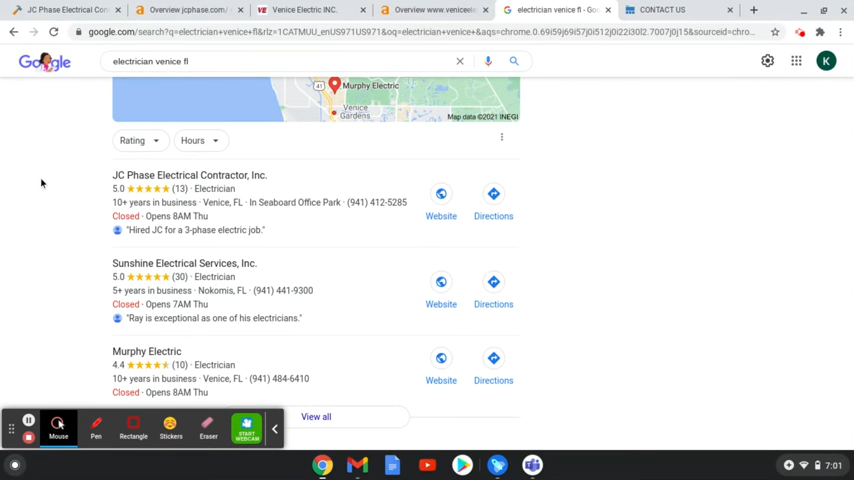 JC Phase Electrical Con
Overview jcphase.com/
Venice Electric INC.
Overview www.veniceele
electrician venice fl - Goo
CONTACT US
google.com/search?q=electrician+venice+fl&rlz=1CATMUU_enUS971US971&oq=electrician+venice+&aqs=chrome.0.69i59j69i57j0i512j0i22i30l2.7007j0j15&sourceid=chro...
K
Google
electrician venice fl
K
41
Murphy Electric
Venice
Gardens
Map data ©2021 INEGI
Rating
Hours
JC Phase Electrical Contractor, Inc.
5.0 (13) · Electrician
10+ years in business · Venice, FL · In Seaboard Office Park · (941) 412-5285
Closed · Opens 8AM Thu
"Hired JC for a 3-phase electric job."
Website
Directions
Sunshine Electrical Services, Inc.
5.0 (30) · Electrician
5+ years in business · Nokomis, FL · (941) 441-9300
Closed · Opens 7AM Thu
"Ray is exceptional as one of his electricians."
Website
Directions
Murphy Electric
4.4 (10) · Electrician
10+ years in business · Venice, FL · (941) 484-6410
Closed · Opens 8AM
Website
Directions
View all
Mouse
Pen
Rectangle
Stickers
Eraser
START
WEBCAM
7:01